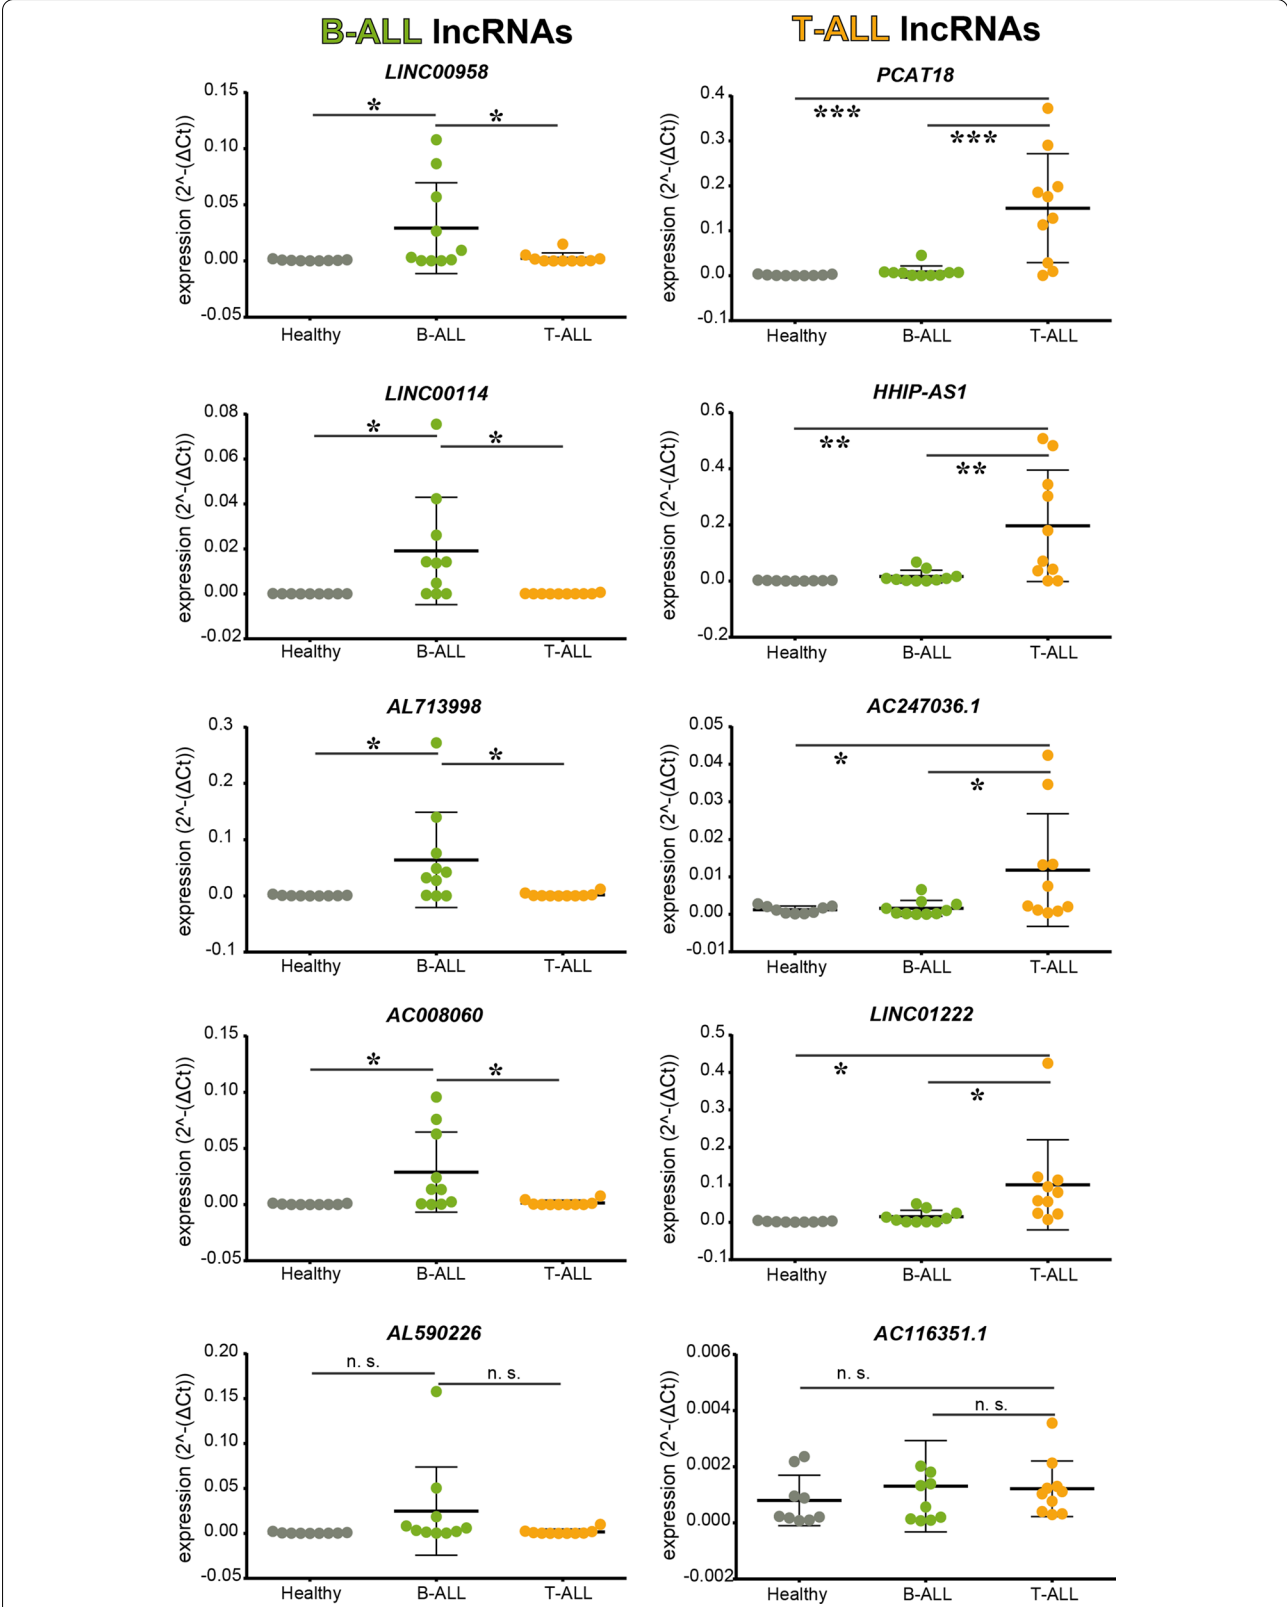 B-ALL lncRNAs
LINC00958
expression (2^-(ΔCt))
0.15
0.10
0.05
0.00
-0.05
*
*
Healthy
B-ALL
T-ALL
LINC00114
expression (2^-(ΔCt))
0.08
0.06
0.04
0.02
0.00
-0.02
*
*
Healthy
B-ALL
T-ALL
AL713998
expression (2^-(ΔCt))
0.3
0.2
0.1
0.0
-0.1
*
*
Healthy
B-ALL
T-ALL
AC008060
expression (2^-(ΔCt))
0.15
0.10
0.05
0.00
-0.05
*
*
Healthy
B-ALL
T-ALL
AL590226
expression (2^-(ΔCt))
0.20
0.15
0.10
0.05
0.00
-0.05
n. s.
n. s.
Healthy
B-ALL
T-ALL
T-ALL lncRNAs
PCAT18
expression (2^-(ΔCt))
0.4
0.3
0.2
0.1
0.0
-0.1
***
***
Healthy
B-ALL
T-ALL
HHIP-AS1
expression (2^-(ΔCt))
0.6
0.4
0.2
0.0
-0.2
**
**
Healthy
B-ALL
T-ALL
AC247036.1
expression (2^-(ΔCt))
0.05
0.04
0.03
0.02
0.01
0.00
-0.01
*
*
Healthy
B-ALL
T-ALL
LINC01222
expression (2^-(ΔCt))
0.5
0.4
0.3
0.2
0.1
0.0
-0.1
*
*
Healthy
B-ALL
T-ALL
AC116351.1
expression (2^-(ΔCt))
0.006
0.004
0.002
0.000
-0.002
n. s.
n. s.
Healthy
B-ALL
T-ALL